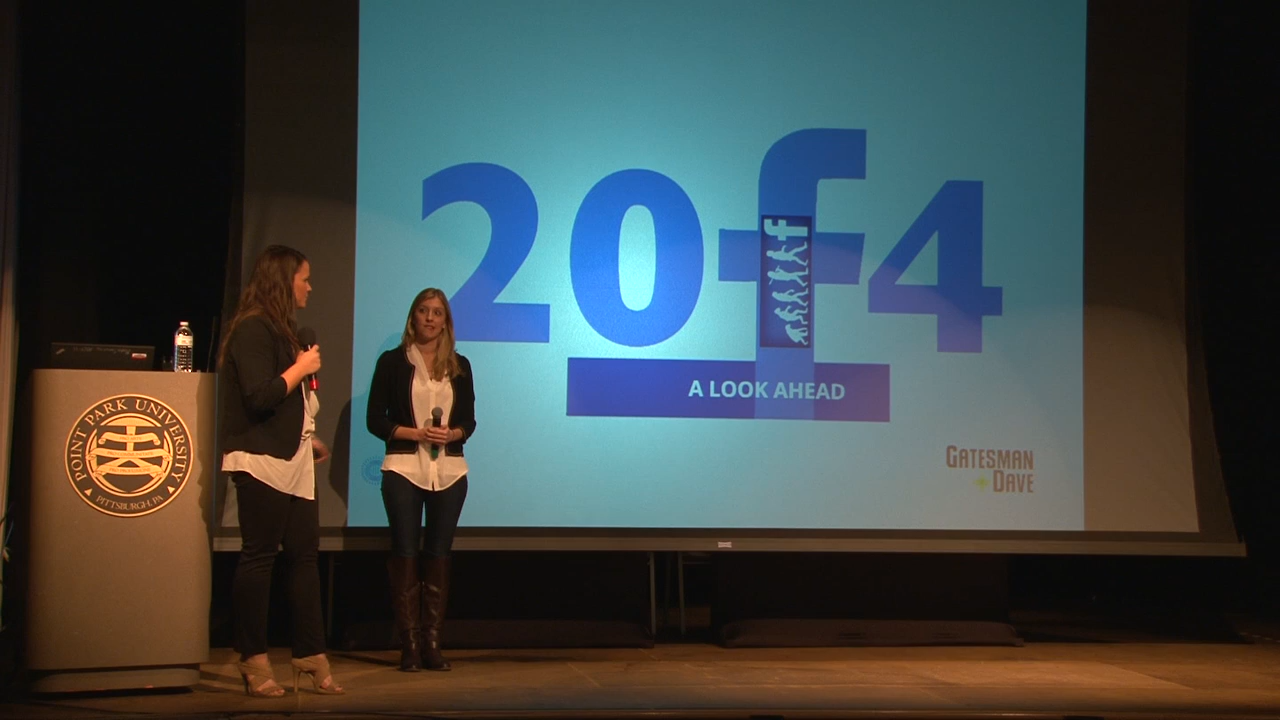 20f4
f
A LOOK AHEAD
GATESMAN
+DAVE
POINT PARK UNIVERSITY
PITTSBURGH, PA